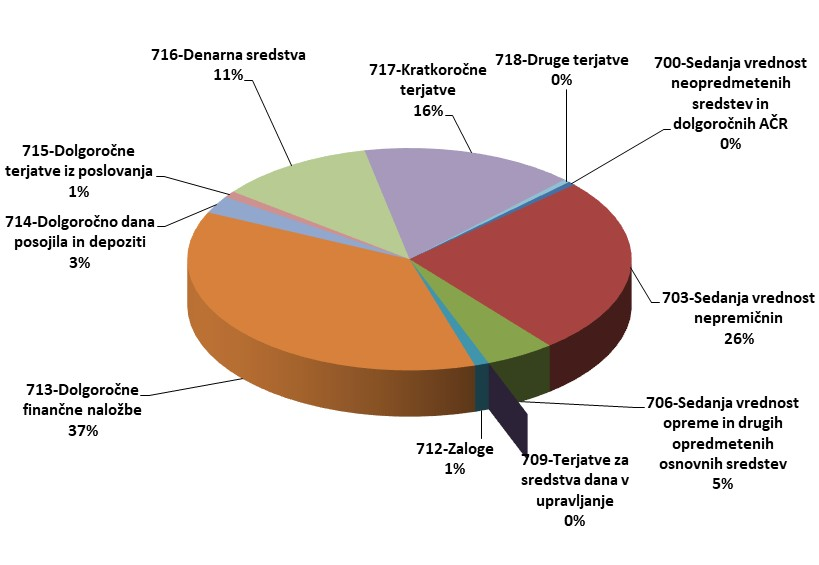 716-Denarna sredstva
11%
717-Kratkoročne
terjatve
16%
718-Druge terjatve
0%
700-Sedanja vrednost
neopredmetenih
sredstev in
dolgoročnih AČR
0%
715-Dolgoročne
terjatve iz poslovanja
1%
714-Dolgoročno dana
posojila in depoziti
3%
703-Sedanja vrednost
nepremičnin
26%
713-Dolgoročne
finančne naložbe
37%
712-Zaloge
1%
709-Terjatve za
sredstva dana v
upravljanje
0%
706-Sedanja vrednost
opreme in drugih
opredmetenih
osnovnih sredstev
5%